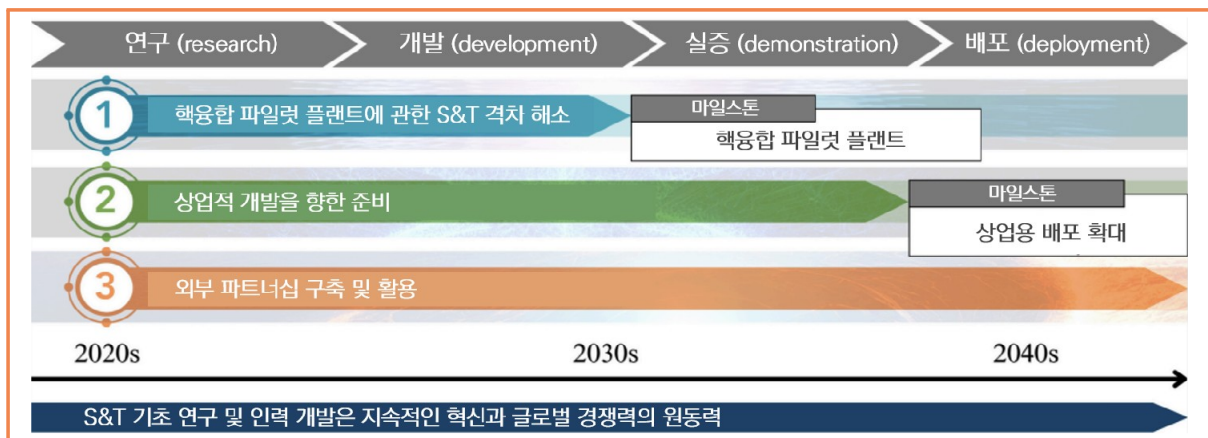 연구 (research)
개발 (development)
실증 (demonstration)
배포 (deployment)
1
핵융합 파일럿 플랜트에 관한 S&T 격차 해소
마일스톤
핵융합 파일럿 플랜트
2
상업적 개발을 향한 준비
마일스톤
상업용 배포 확대
3
외부 파트너십 구축 및 활용
2020s
2030s
2040s
S&T 기초 연구 및 인력 개발은 지속적인 혁신과 글로벌 경쟁력의 원동력